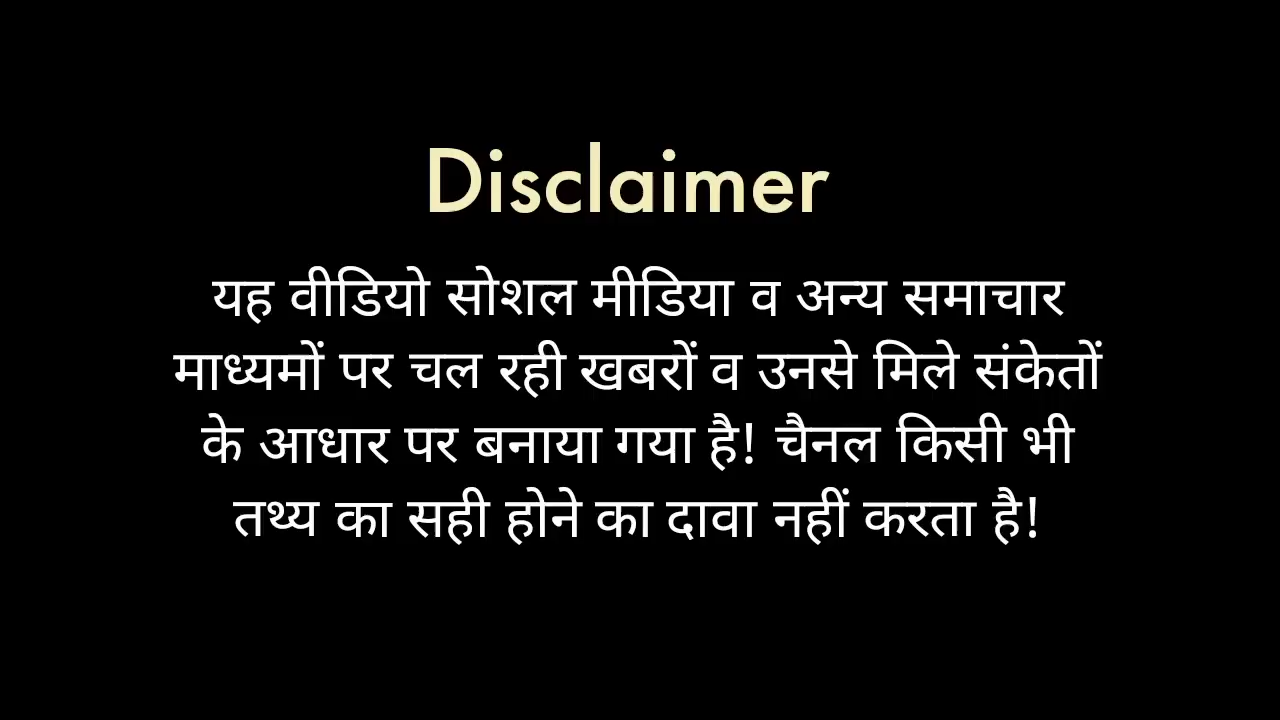 Disclaimer
यह वीडियो सोशल मीडिया व अन्य समाचार
माध्यमों पर चल रही खबरों व उनसे मिले संकेतों
के आधार पर बनाया गया है! चैनल किसी भी
तथ्य का सही होने का दावा नहीं करता है!